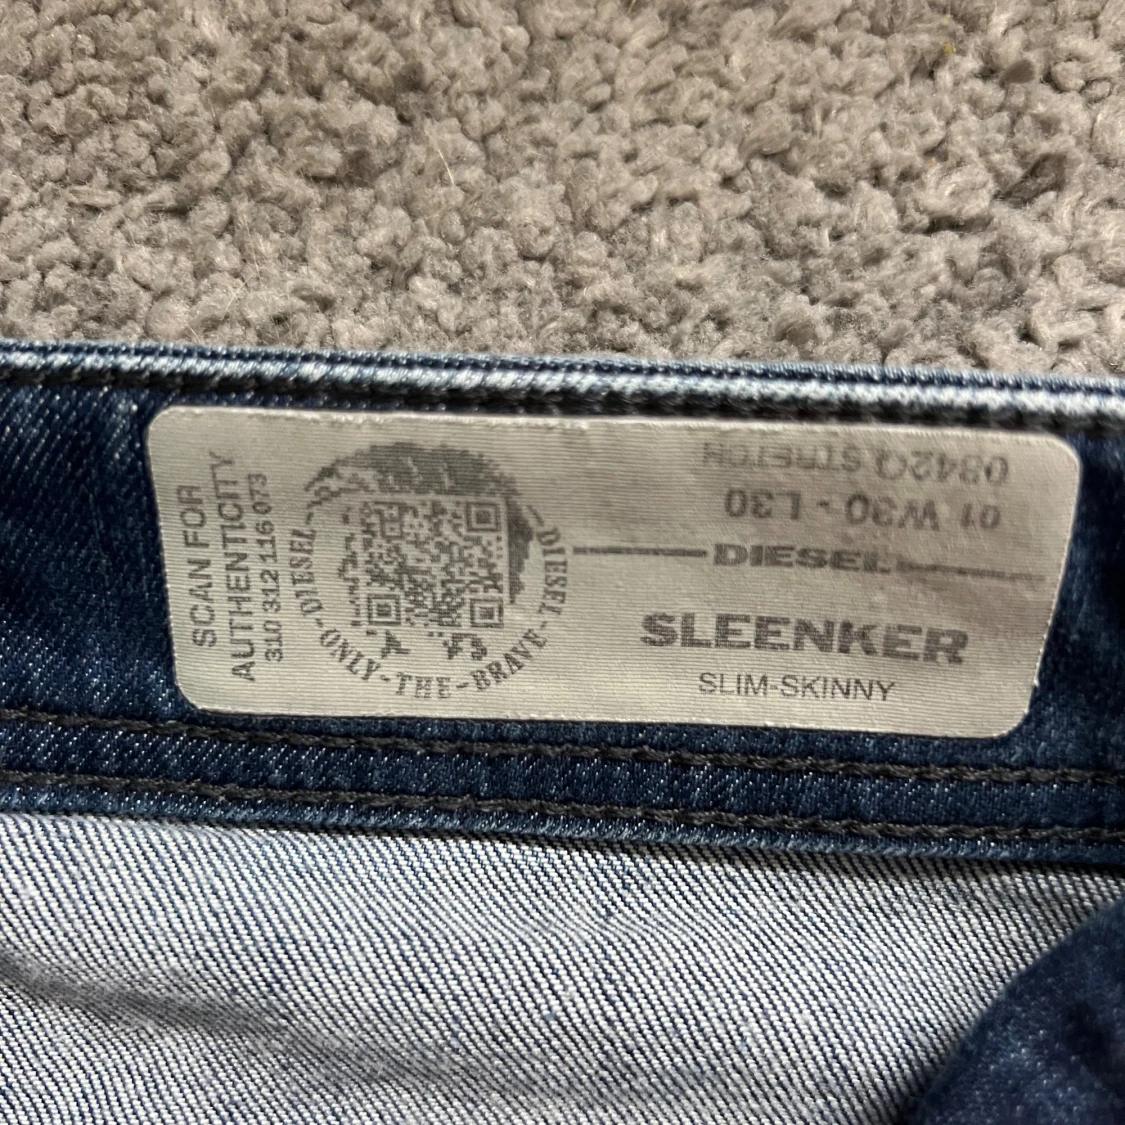 SCAN FOR
AUTHENTICITY
310 312 116 073
DIESEL-ONLY-THE-BRAVE-DIESEL
0842Q STRETCH
01 W30 - L30
DIESEL
SLEENKER
SLIM-SKINNY